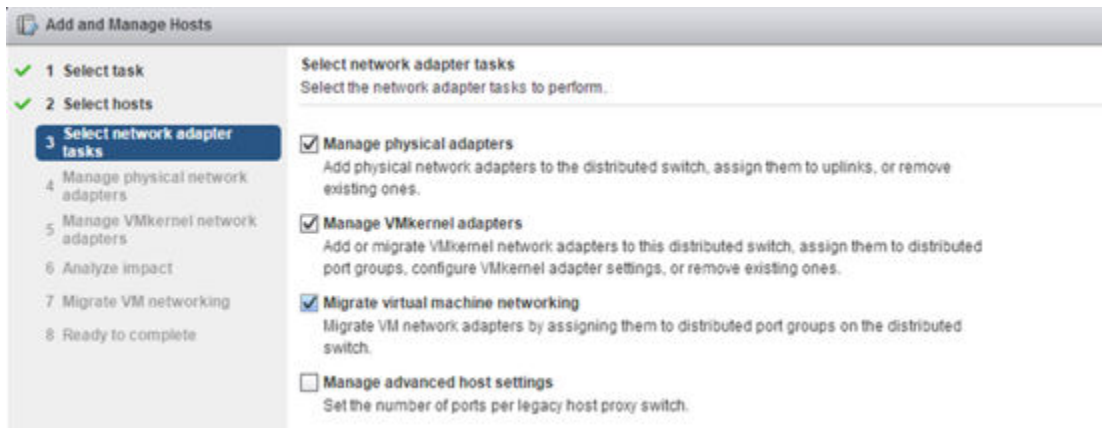 Add and Manage Hosts
1 Select task
2 Select hosts
3 Select network adapter
tasks
4 Manage physical network
adapters
5 Manage VMkernel network
adapters
6 Analyze impact
7 Migrate VM networking
8 Ready to complete
Select network adapter tasks
Select the network adapter tasks to perform.
Manage physical adapters
Add physical network adapters to the distributed switch, assign them to uplinks, or remove
existing ones.
Manage VMkernel adapters
Add or migrate VMkernel network adapters to this distributed switch, assign them to distributed
port groups, configure VMkernel adapter settings, or remove existing ones.
Migrate virtual machine networking
Migrate VM network adapters by assigning them to distributed port groups on the distributed
switch.
Manage advanced host settings
Set the number of ports per legacy host proxy switch.